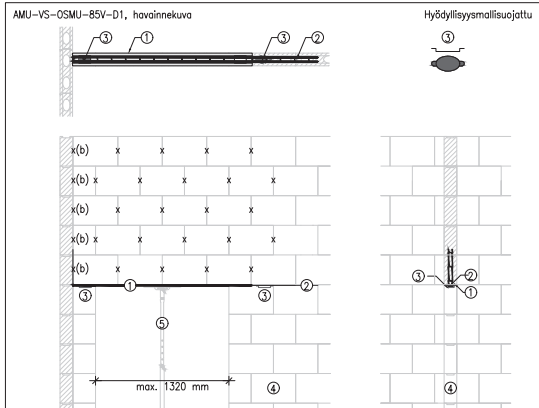 AMU-VS-OSMU-85V-D1, havainnekuva
Hyödyllisyysmallisuojattu
3 1 3 2
3
x(b) x x x x
x(b) x x x x x
x(b) x x x x
x(b) x x x x x
x(b) x x x x
3 1 3 2
5
max. 1320 mm
4
3 2
1
4